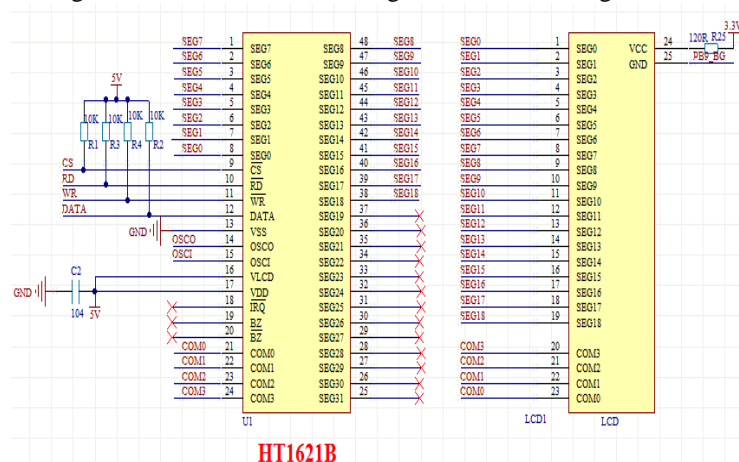 3.3V
120R R25
PB9_BG
5V
10K 10K 10K 10K
R1 R3 R4 R2
CS
RD
WR
DATA
GND
OSCO
OSCI
GND
C2
104
5V
SEG7 1 SEG7 SEG8 48 SEG8
SEG6 2 SEG6 SEG9 47 SEG9
SEG5 3 SEG5 SEG10 46 SEG10
SEG4 4 SEG4 SEG11 45 SEG11
SEG3 5 SEG3 SEG12 44 SEG12
SEG2 6 SEG2 SEG13 43 SEG13
SEG1 7 SEG1 SEG14 42 SEG14
SEG0 8 SEG0 SEG15 41 SEG15
9 CS SEG16 40 SEG16
10 RD SEG17 39 SEG17
11 WR SEG18 38 SEG18
12 DATA SEG19 37
13 VSS SEG20 36
14 OSCO SEG21 35
15 OSCI SEG22 34
16 VLCD SEG23 33
17 VDD SEG24 32
18 IRQ SEG25 31
19 BZ SEG26 30
20 BZ SEG27 29
COM0 21 COM0 SEG28 28
COM1 22 COM1 SEG29 27
COM2 23 COM2 SEG30 26
COM3 24 COM3 SEG31 25
U1
HT1621B
SEG0 1 SEG0 VCC 24
SEG1 2 SEG1 GND 25
SEG2 3 SEG2
SEG3 4 SEG3
SEG4 5 SEG4
SEG5 6 SEG5
SEG6 7 SEG6
SEG7 8 SEG7
SEG8 9 SEG8
SEG9 10 SEG9
SEG10 11 SEG10
SEG11 12 SEG11
SEG12 13 SEG12
SEG13 14 SEG13
SEG14 15 SEG14
SEG15 16 SEG15
SEG16 17 SEG16
SEG17 18 SEG17
SEG18 19 SEG18
COM3 20 COM3
COM2 21 COM2
COM1 22 COM1
COM0 23 COM0
LCD1 LCD